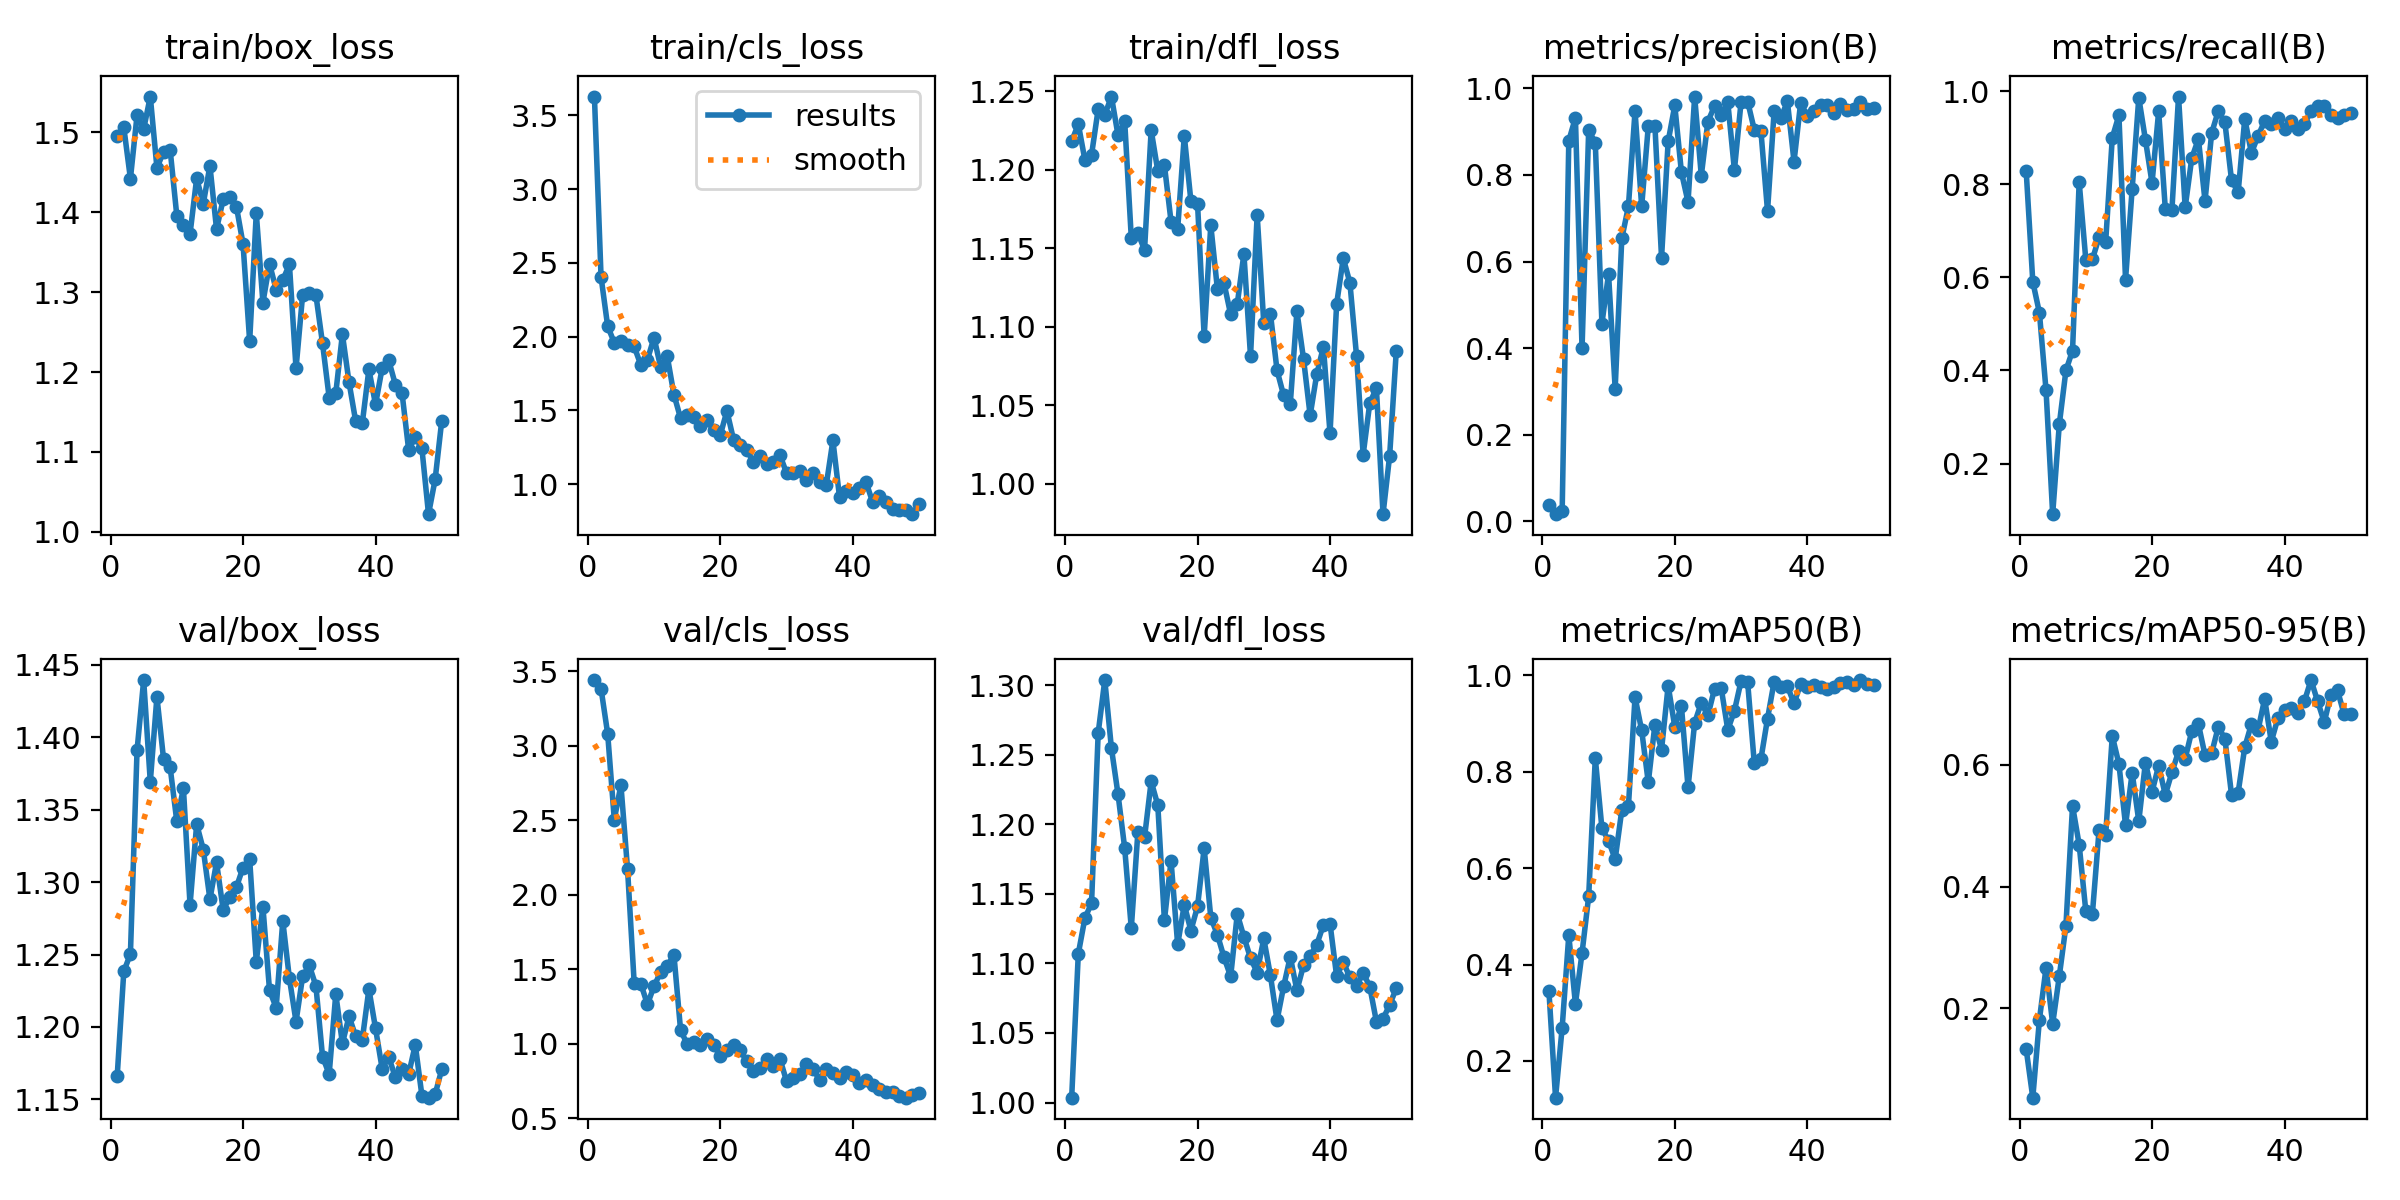 train/box_loss
1.5
1.4
1.3
1.2
1.1
1.0
0 20 40
train/cls_loss
results
smooth
3.5
3.0
2.5
2.0
1.5
1.0
0 20 40
train/dfl_loss
1.25
1.20
1.15
1.10
1.05
1.00
0 20 40
metrics/precision(B)
1.0
0.8
0.6
0.4
0.2
0.0
0 20 40
metrics/recall(B)
1.0
0.8
0.6
0.4
0.2
0 20 40
val/box_loss
1.45
1.40
1.35
1.30
1.25
1.20
1.15
0 20 40
val/cls_loss
3.5
3.0
2.5
2.0
1.5
1.0
0.5
0 20 40
val/dfl_loss
1.30
1.25
1.20
1.15
1.10
1.05
1.00
0 20 40
metrics/mAP50(B)
1.0
0.8
0.6
0.4
0.2
0 20 40
metrics/mAP50-95(B)
0.6
0.4
0.2
0 20 40